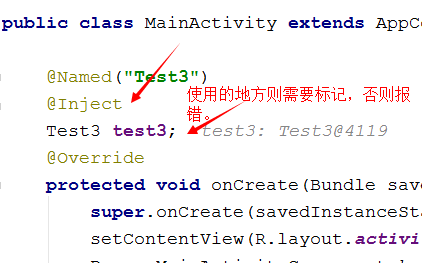 public class MainActivity extends AppCo
@Named("Test3")
@Inject
使用的地方则需要标记，否则报
错。
Test3 test3; test3: Test3@4119
@Override
protected void onCreate(Bundle save
super.onCreate(savedInstanceSta
setContentView(R.layout.activi